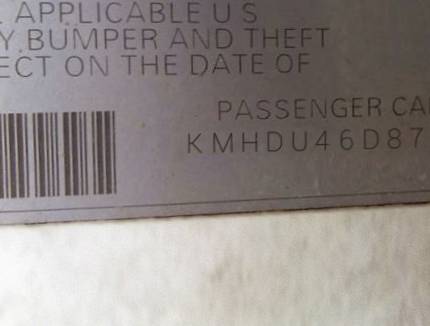 APPLICABLE U S
Y BUMPER AND THEFT
ECT ON THE DATE OF
PASSENGER CA
KMHDU46D87